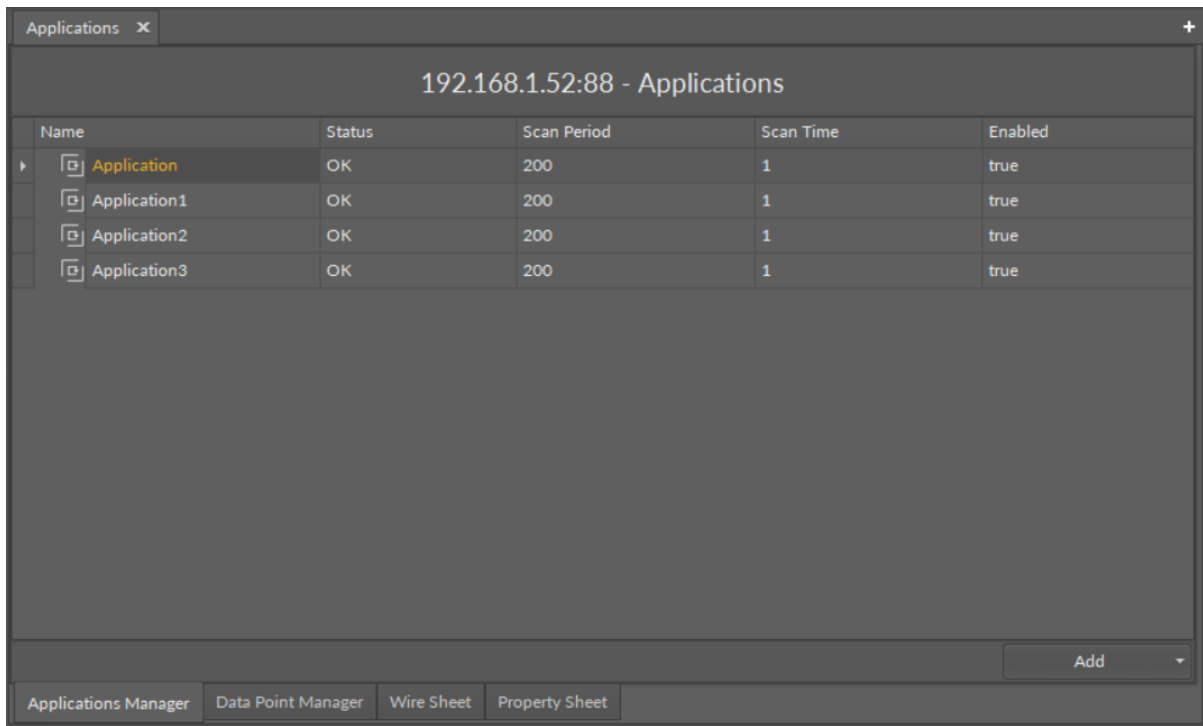 Applications
192.168.1.52:88 - Applications
Name Status Scan Period Scan Time Enabled
Application OK 200 1 true
Application1 OK 200 1 true
Application2 OK 200 1 true
Application3 OK 200 1 true
Add
Applications Manager Data Point Manager Wire Sheet Property Sheet